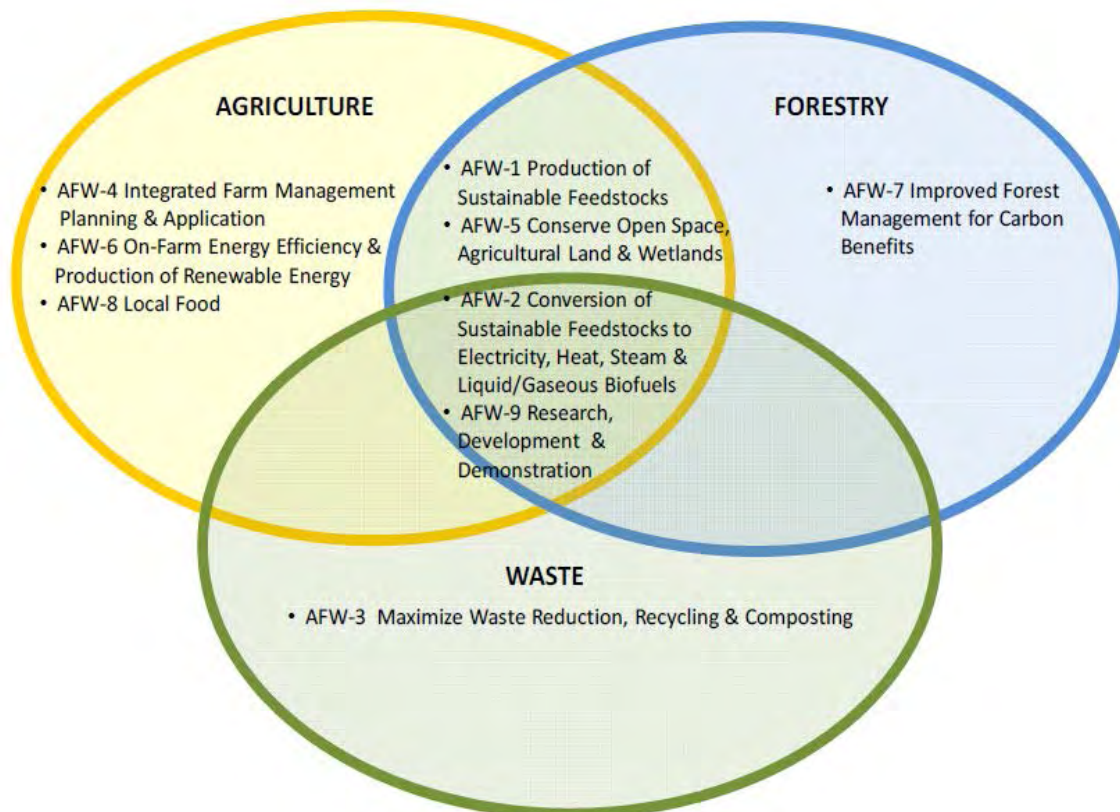 AGRICULTURE
• AFW-4 Integrated Farm Management
Planning & Application
• AFW-6 On-Farm Energy Efficiency &
Production of Renewable Energy
• AFW-8 Local Food
• AFW-1 Production of
Sustainable Feedstocks
• AFW-5 Conserve Open Space,
Agricultural Land & Wetlands
• AFW-2 Conversion of
Sustainable Feedstocks to
Electricity, Heat, Steam &
Liquid/Gaseous Biofuels
• AFW-9 Research,
Development &
Demonstration
FORESTRY
• AFW-7 Improved Forest
Management for Carbon
Benefits
WASTE
• AFW-3 Maximize Waste Reduction, Recycling & Composting